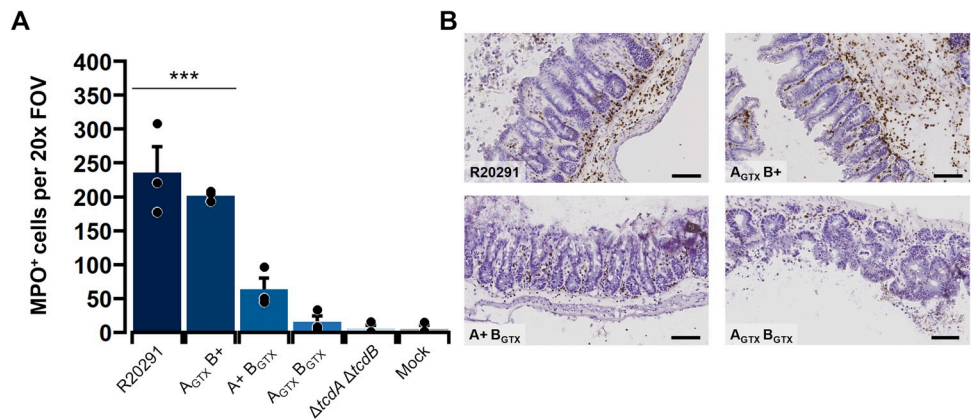 A
B
MPO⁺ cells per 20x FOV
400
350
300
250
200
150
100
50
0
***
R20291
A_GTX B+
A+ B_GTX
A_GTX B_GTX
ΔtcdA ΔtcdB
Mock
R20291
A_GTX B+
A+ B_GTX
A_GTX B_GTX